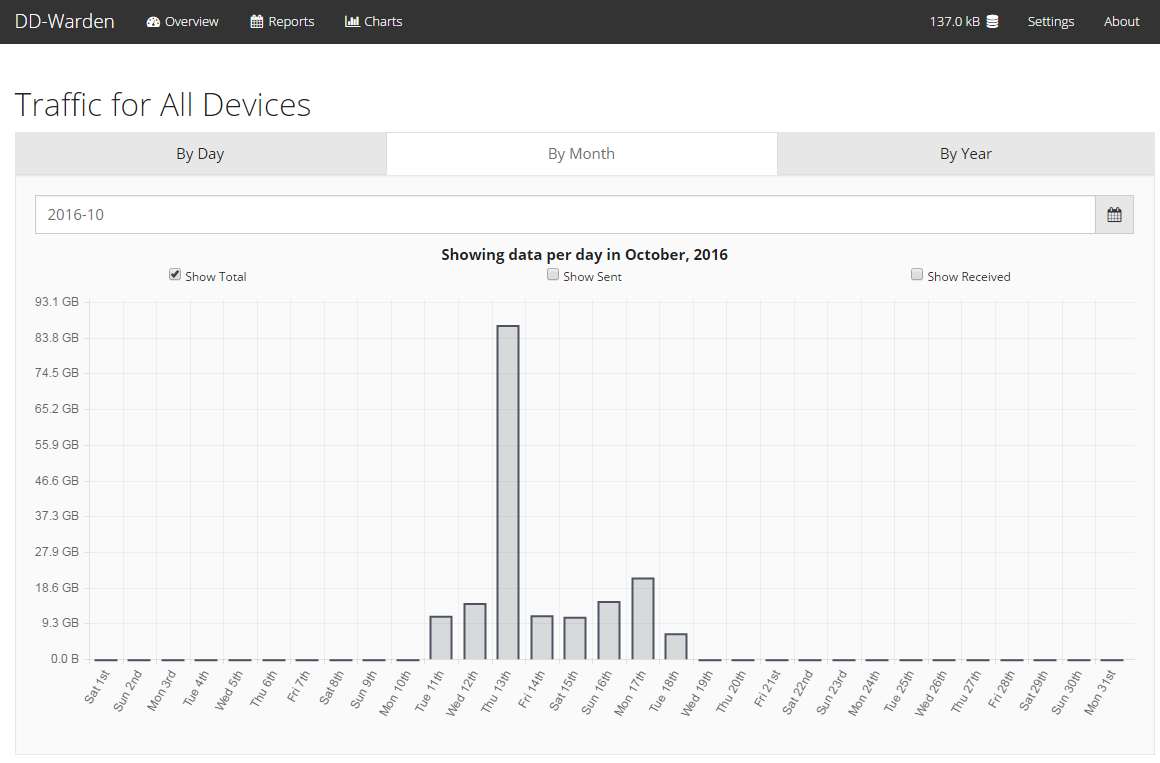 DD-Warden Overview Reports Charts 137.0 kB Settings About
Traffic for All Devices
By Day By Month By Year
2016-10
Showing data per day in October, 2016
Show Total Show Sent Show Received
93.1 GB
83.8 GB
74.5 GB
65.2 GB
55.9 GB
46.6 GB
37.3 GB
27.9 GB
18.6 GB
9.3 GB
0.0 B
Sat 1st Sun 2nd Mon 3rd Tue 4th Wed 5th Thu 6th Fri 7th Sat 8th Sun 9th Mon 10th Tue 11th Wed 12th Thu 13th Fri 14th Sat 15th Sun 16th Mon 17th Tue 18th Wed 19th Thu 20th Fri 21st Sat 22nd Sun 23rd Mon 24th Tue 25th Wed 26th Thu 27th Fri 28th Sat 29th Sun 30th Mon 31st